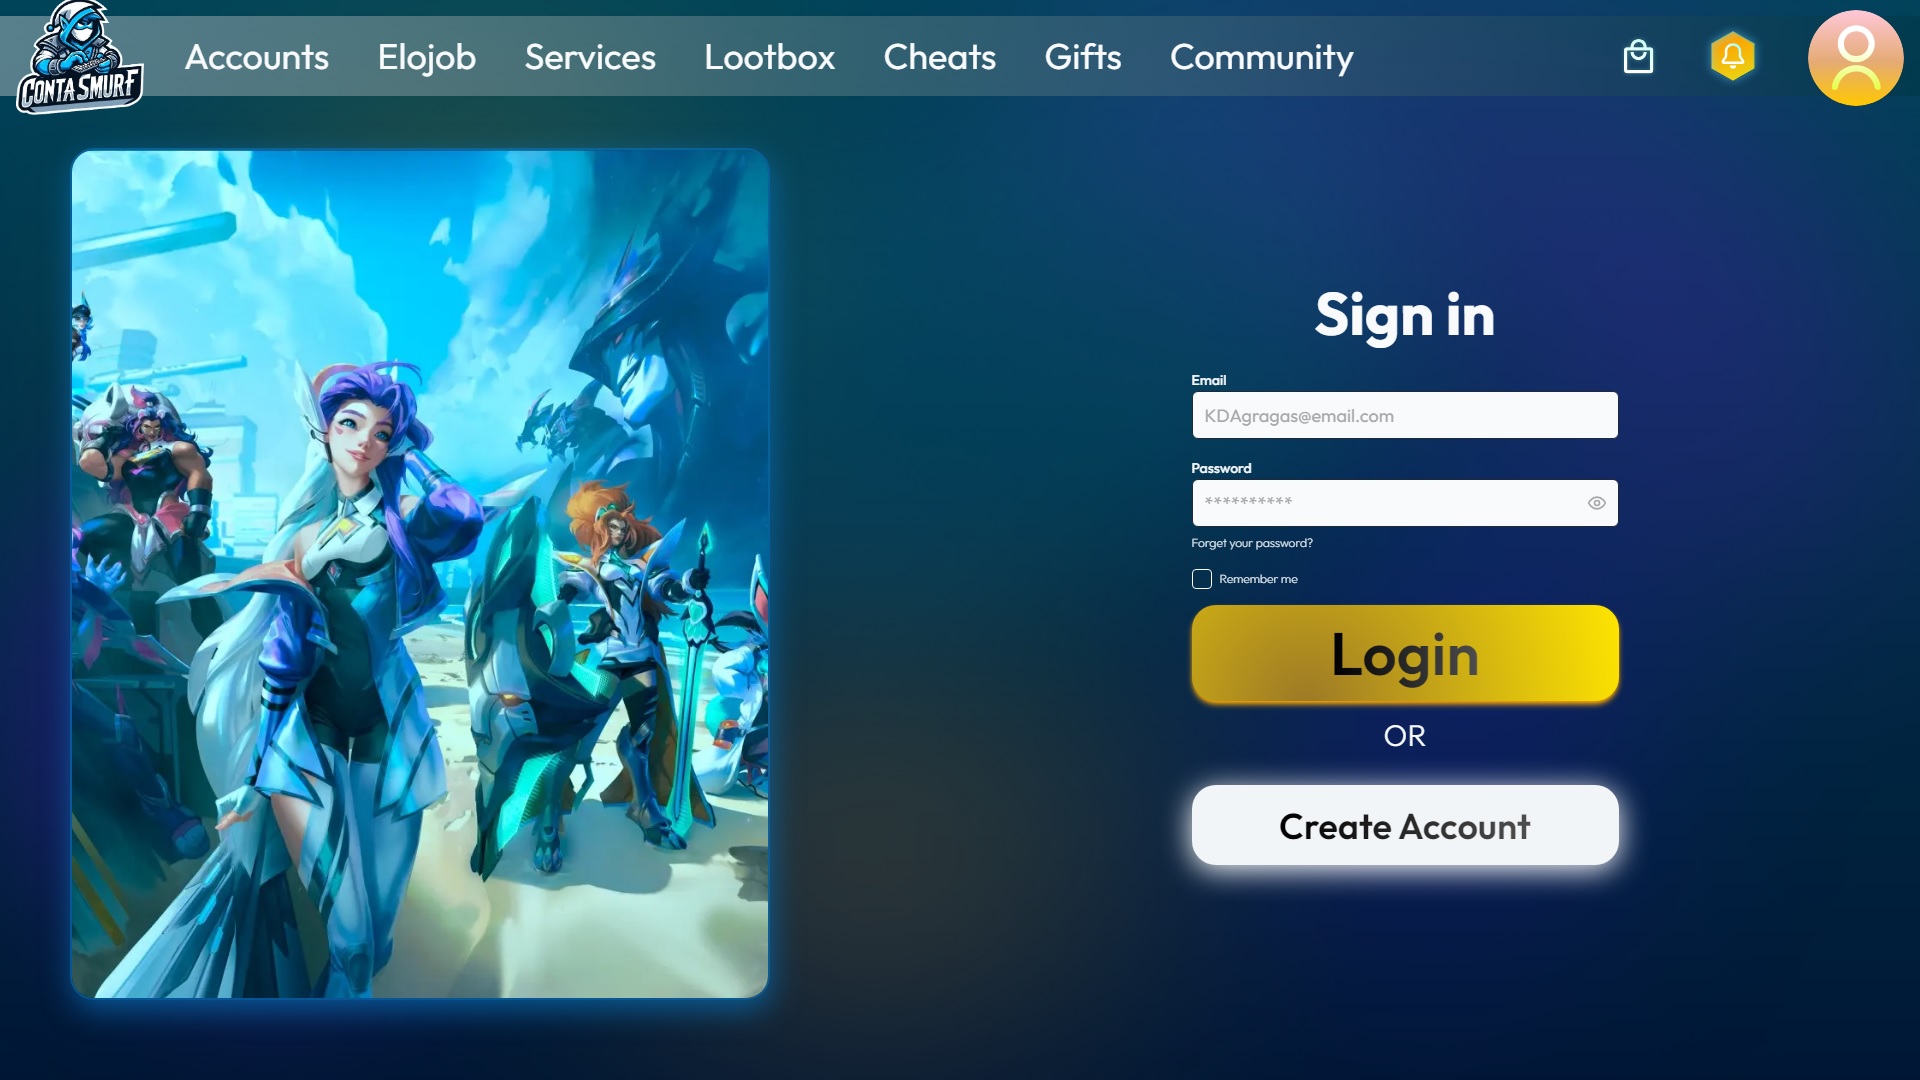 CONTA SMURF
Accounts
Elojob
Services
Lootbox
Cheats
Gifts
Community
Sign in
Email
KDAgragas@email.com
Password
**********
Forget your password?
Remember me
Login
OR
Create Account